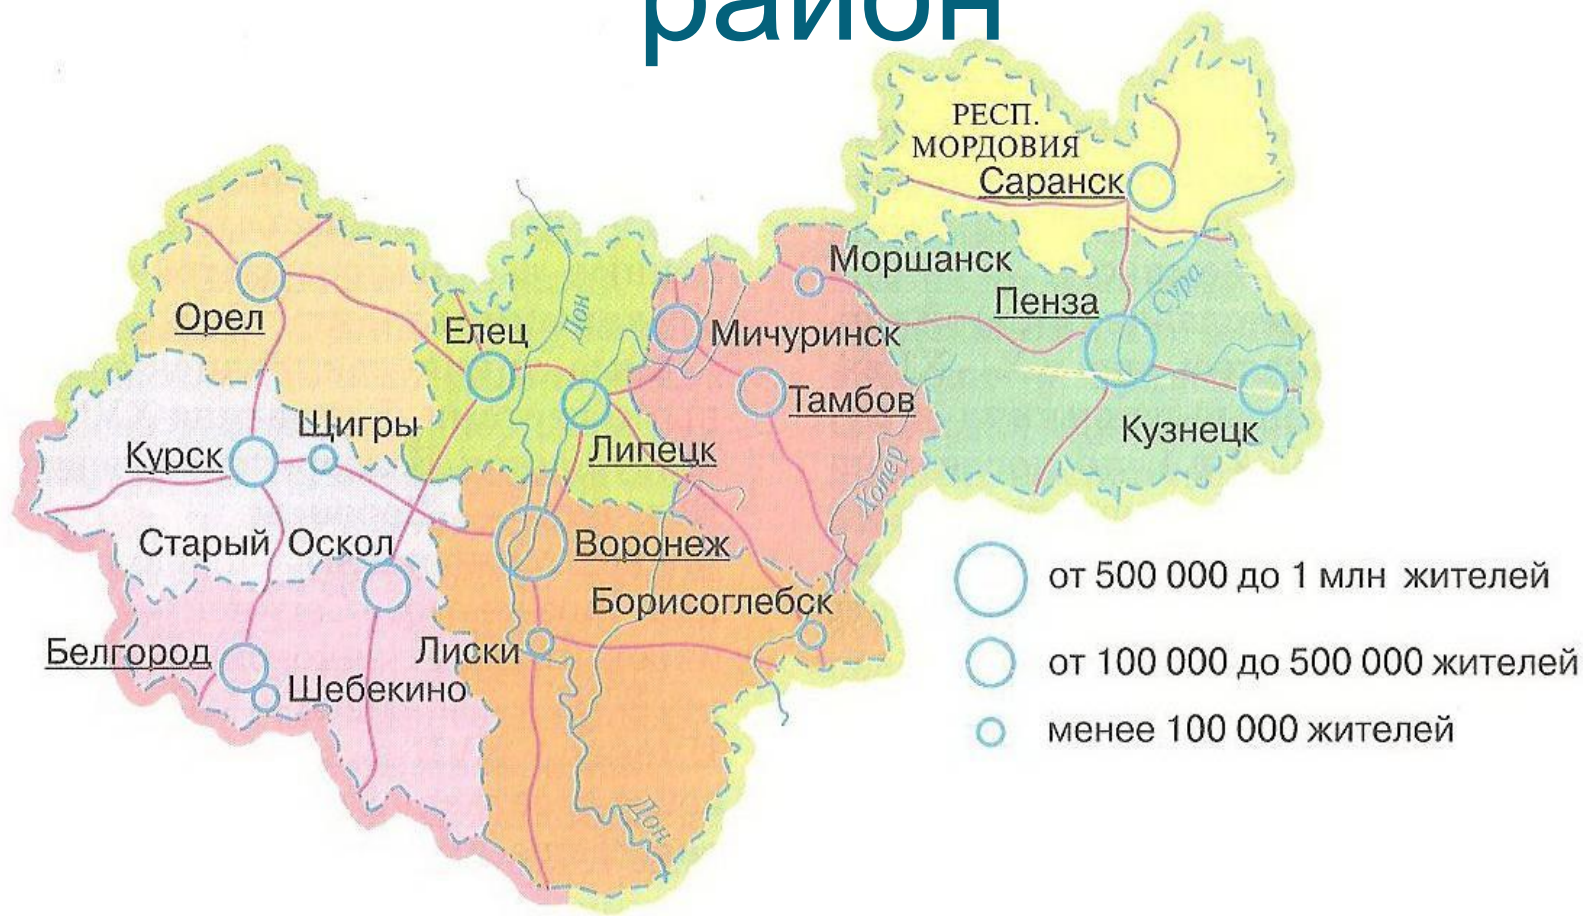 район
РЕСП.
МОРДОВИЯ
Саранск
Моршанск
Пенза
Сура
Орел
Елец
Дон
Мичуринск
Тамбов
Кузнецк
Щигры
Курск
Липецк
Хопер
Старый Оскол
Воронеж
Борисоглебск
Белгород
Лиски
Шебекино
Дон
от 500 000 до 1 млн жителей
от 100 000 до 500 000 жителей
менее 100 000 жителей